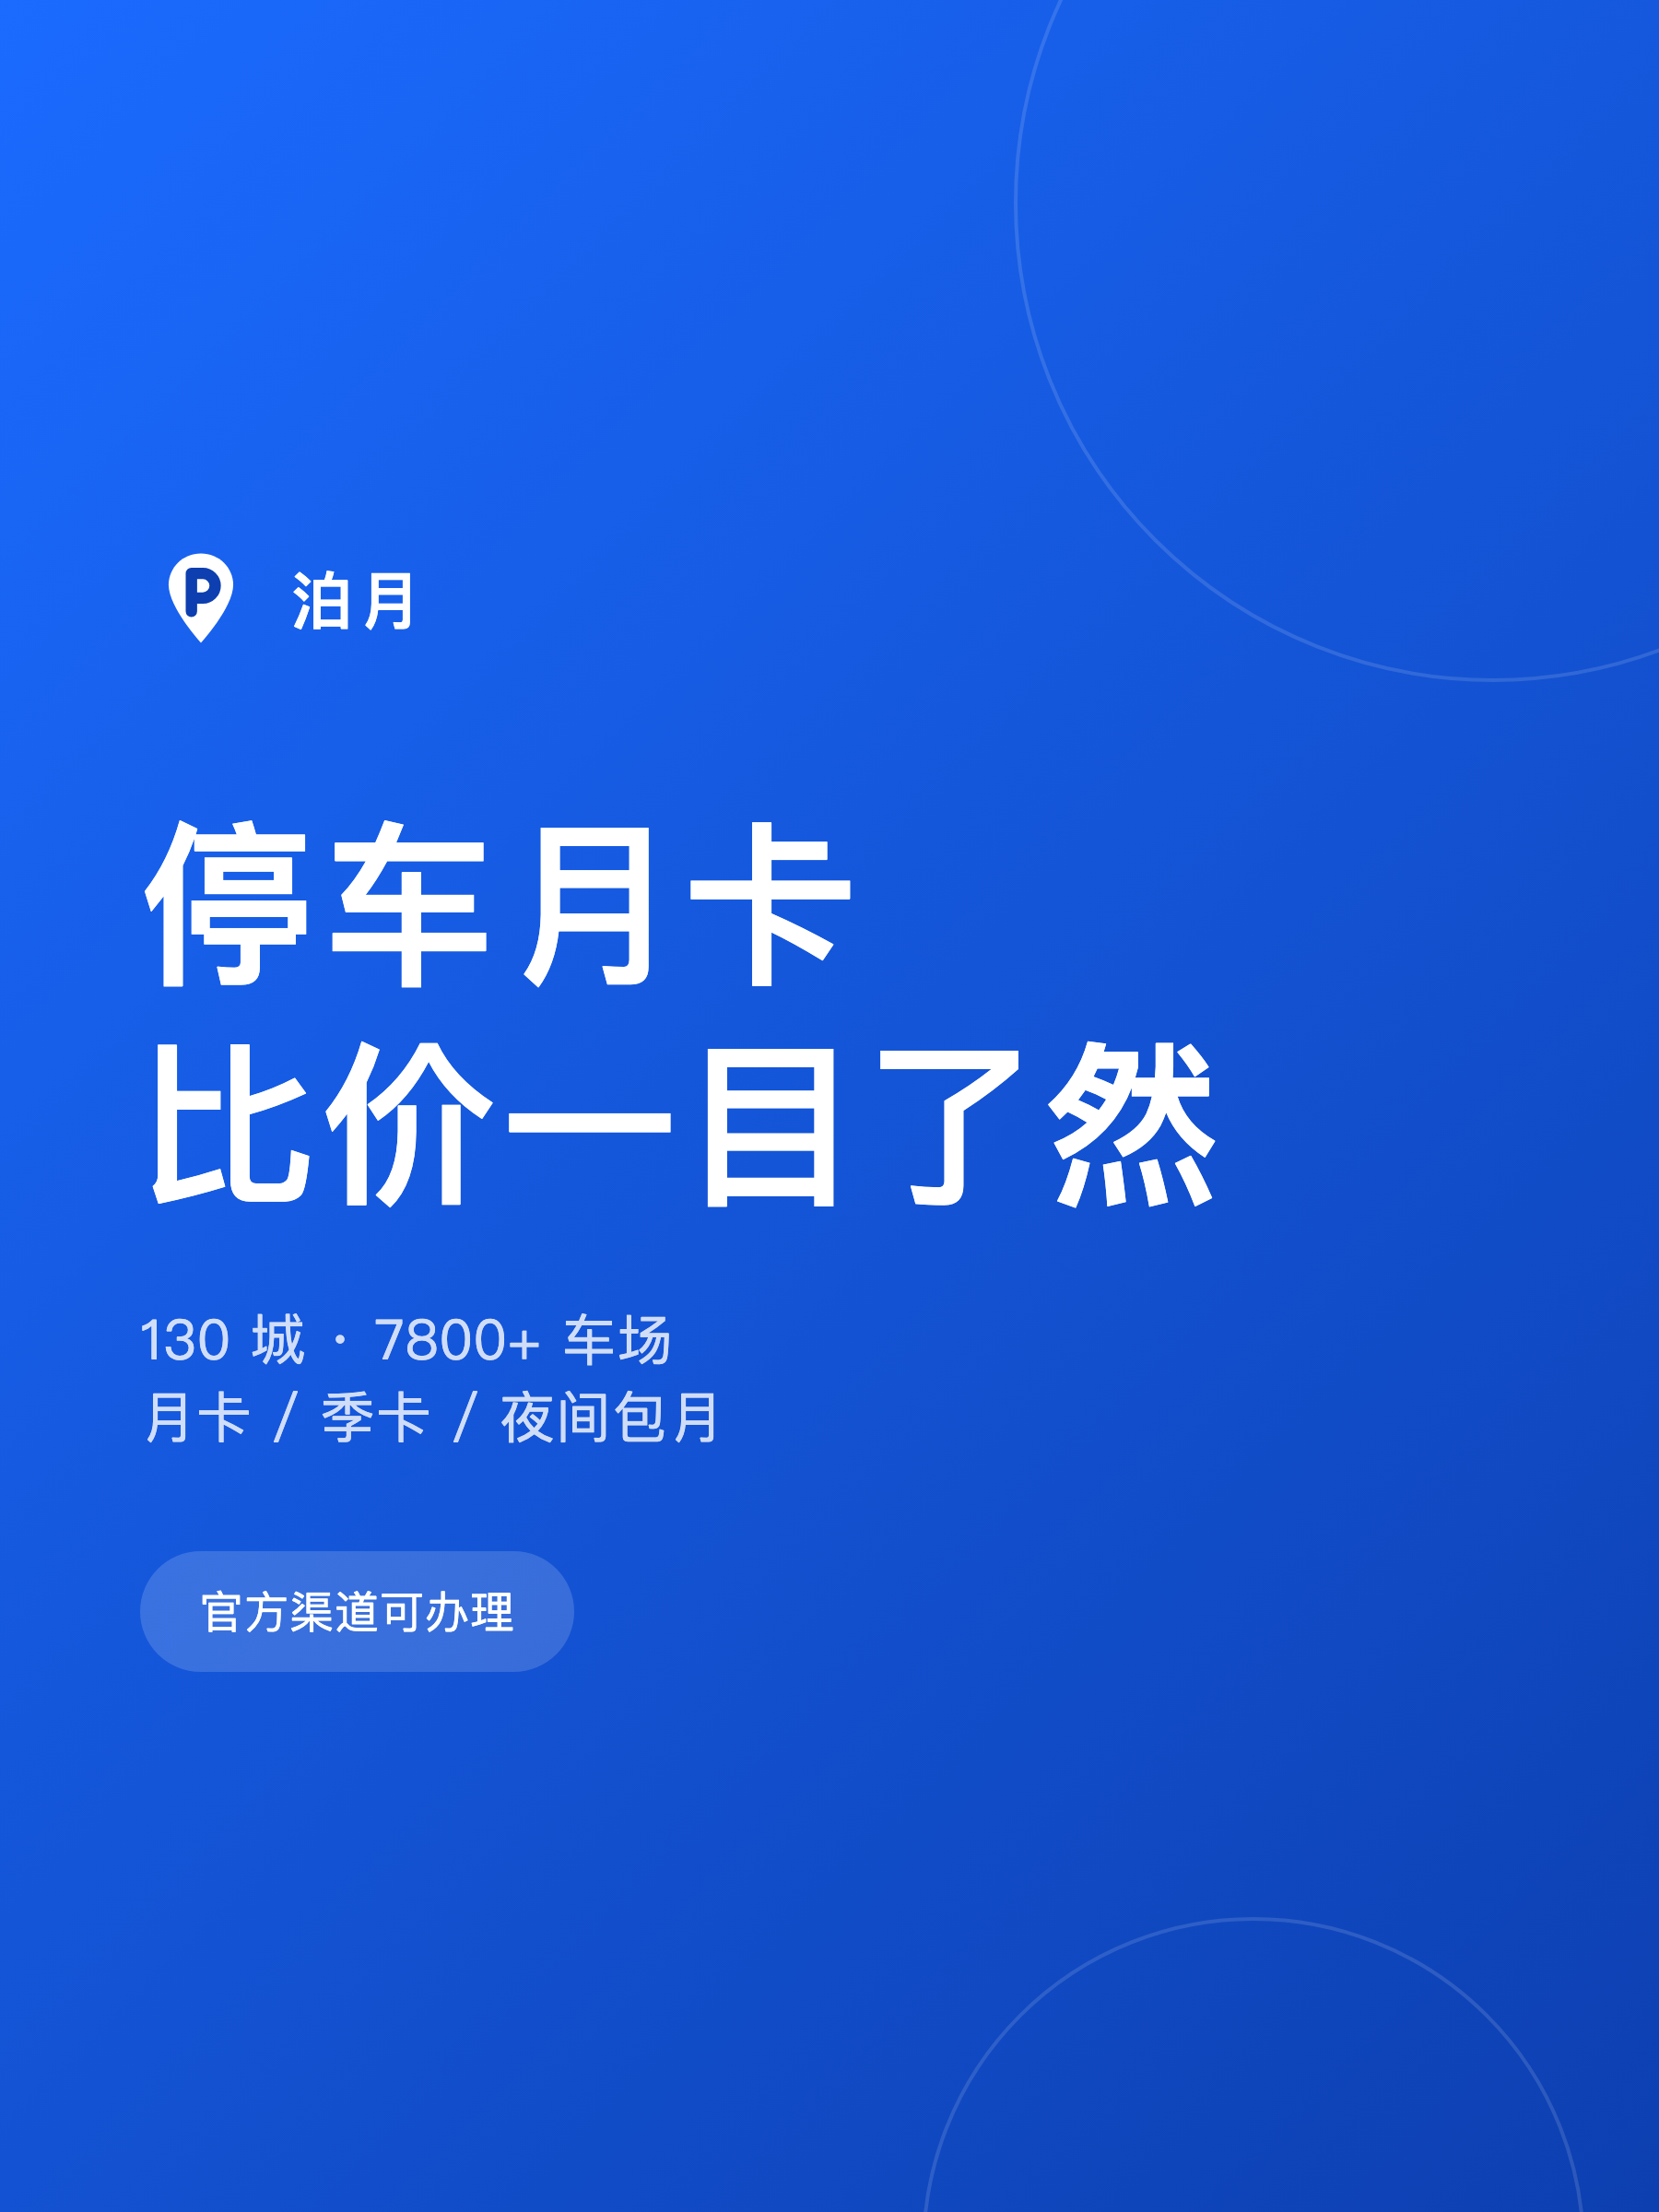 P 泊月
停车月卡
比价一目了然
130 城 · 7800+ 车场
月卡 / 季卡 / 夜间包月
官方渠道可办理